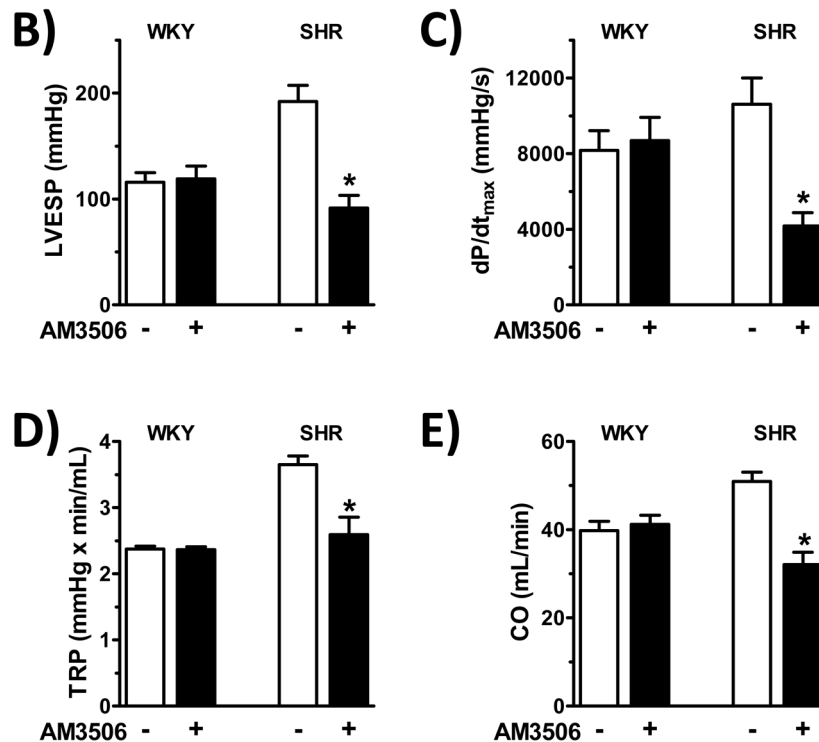 B)
WKY SHR
LVESP (mmHg)
200
100
0
AM3506 - + - +
C)
WKY SHR
dP/dtmax (mmHg/s)
12000
8000
4000
0
*
- + - +
*
D)
WKY SHR
TRP (mmHg x min/mL)
4
3
2
1
0
*
AM3506 - + - +
E)
WKY SHR
CO (mL/min)
60
40
20
0
*
- + - +